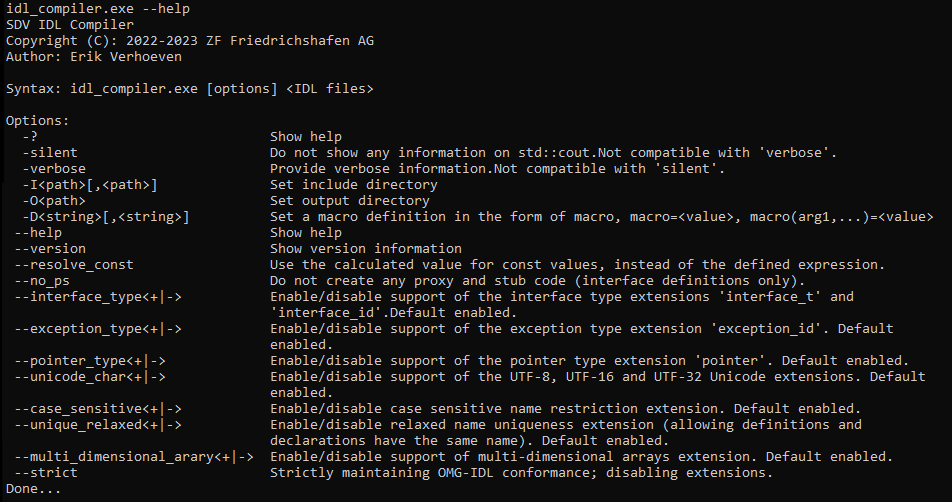 idl_compiler.exe --help
SDV IDL Compiler
Copyright (C): 2022-2023 ZF Friedrichshafen AG
Author: Erik Verhoeven

Syntax: idl_compiler.exe [options] <IDL files>

Options:
  -?                             Show help
  -silent                        Do not show any information on std::cout.Not compatible with 'verbose'.
  -verbose                       Provide verbose information.Not compatible with 'silent'.
  -I<path>[,<path>]              Set include directory
  -O<path>                       Set output directory
  -D<string>[,<string>]          Set a macro definition in the form of macro, macro=<value>, macro(arg1,...)=<value>
 --help                          Show help
 --version                       Show version information
 --resolve_const                 Use the calculated value for const values, instead of the defined expression.
 --no_ps                         Do not create any proxy and stub code (interface definitions only).
 --interface_type<+|->           Enable/disable support of the interface type extensions 'interface_t' and
                                 'interface_id'.Default enabled.
 --exception_type<+|->           Enable/disable support of the exception type extension 'exception_id'. Default
                                 enabled.
 --pointer_type<+|->             Enable/disable support of the pointer type extension 'pointer'. Default enabled.
 --unicode_char<+|->             Enable/disable support of the UTF-8, UTF-16 and UTF-32 Unicode extensions. Default
                                 enabled.
 --case_sensitive<+|->           Enable/disable case sensitive name restriction extension. Default enabled.
 --unique_relaxed<+|->           Enable/disable relaxed name uniqueness extension (allowing definitions and
                                 declarations have the same name). Default enabled.
 --multi_dimensional_arary<+|->  Enable/disable support of multi-dimensional arrays extension. Default enabled.
 --strict                        Strictly maintaining OMG-IDL conformance; disabling extensions.
Done...